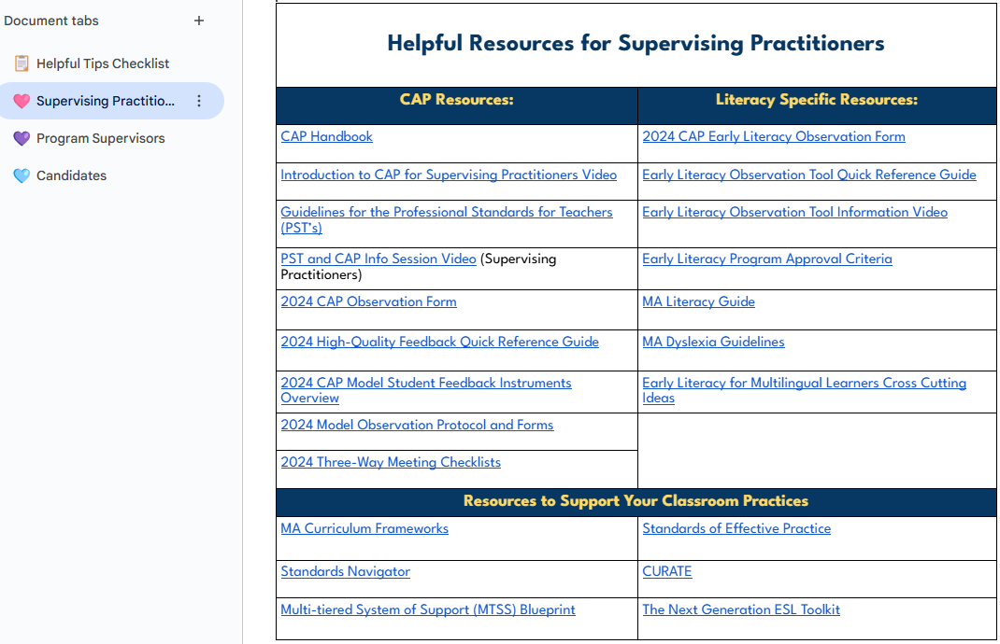 Document tabs
Helpful Tips Checklist
Supervising Practitio...
Program Supervisors
Candidates
Helpful Resources for Supervising Practitioners
CAP Resources:
Literacy Specific Resources:
CAP Handbook
2024 CAP Early Literacy Observation Form
Introduction to CAP for Supervising Practitioners Video
Early Literacy Observation Tool Quick Reference Guide
Guidelines for the Professional Standards for Teachers
(PST's)
Early Literacy Observation Tool Information Video
PST and CAP Info Session Video (Supervising
Practitioners)
Early Literacy Program Approval Criteria
2024 CAP Observation Form
MA Literacy Guide
2024 High-Quality Feedback Quick Reference Guide
MA Dyslexia Guidelines
2024 CAP Model Student Feedback Instruments
Overview
Early Literacy for Multilingual Learners Cross Cutting
Ideas
2024 Model Observation Protocol and Forms
2024 Three-Way Meeting Checklists
Resources to Support Your Classroom Practices
MA Curriculum Frameworks
Standards of Effective Practice
Standards Navigator
CURATE
Multi-tiered System of Support (MTSS) Blueprint
The Next Generation ESL Toolkit